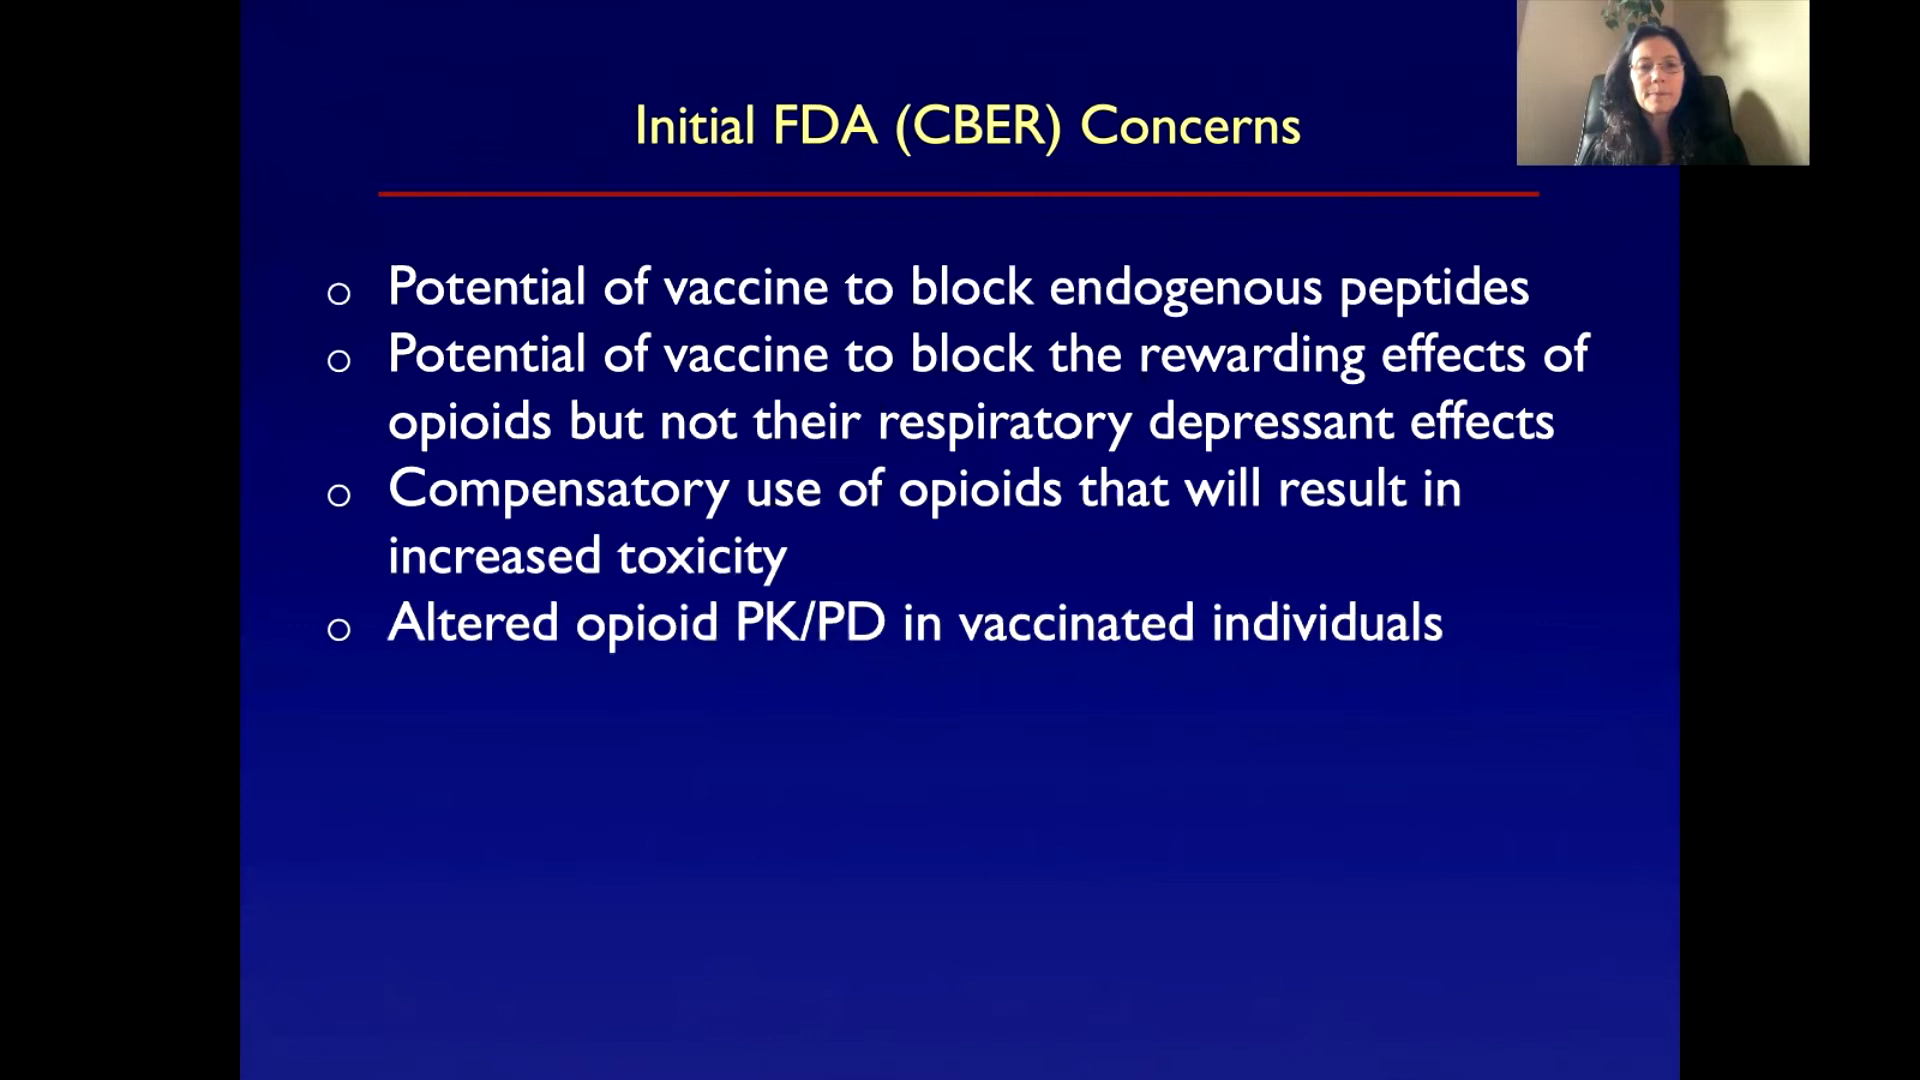 Initial FDA (CBER) Concerns
o Potential of vaccine to block endogenous peptides
o Potential of vaccine to block the rewarding effects of
opioids but not their respiratory depressant effects
o Compensatory use of opioids that will result in
increased toxicity
o Altered opioid PK/PD in vaccinated individuals